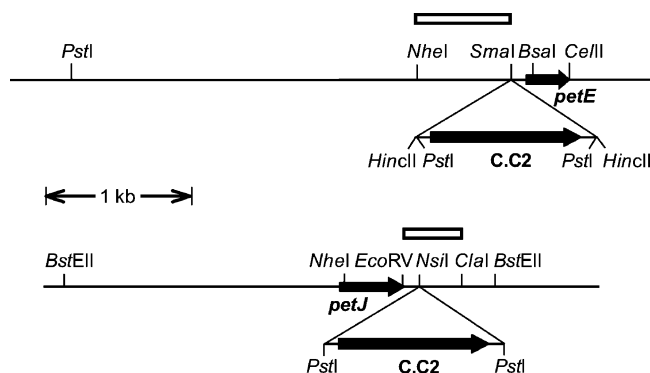 PstI NheI SmaI BsaI CelII
petE
HincII PstI C.C2 PstI HincII
1 kb
BstEII NheI EcoRV NsiI ClaI BstEII
petJ
PstI C.C2 PstI